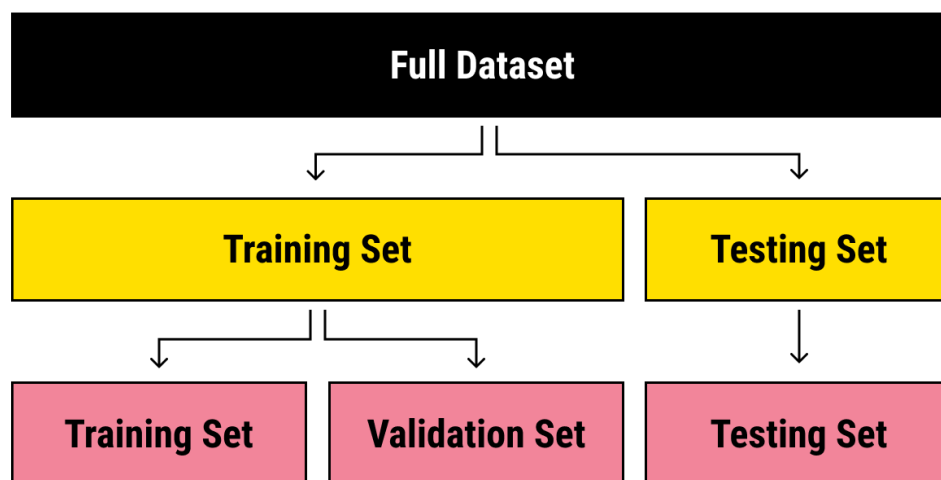 Full Dataset
Training Set
Testing Set
Training Set
Validation Set
Testing Set